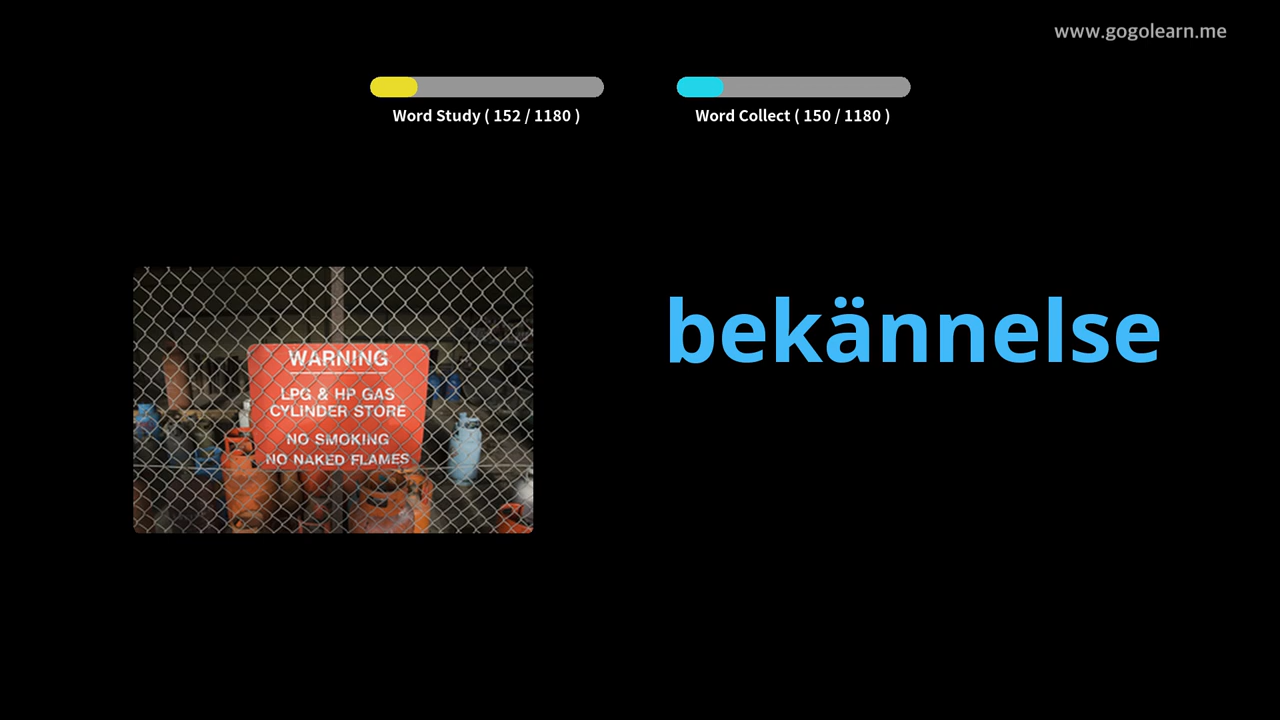 www.gogolearn.me
Word Study ( 152 / 1180 )
Word Collect ( 150 / 1180 )
bekännelse
WARNING
LPG & HP GAS
CYLINDER STORE
NO SMOKING
NO NAKED FLAMES